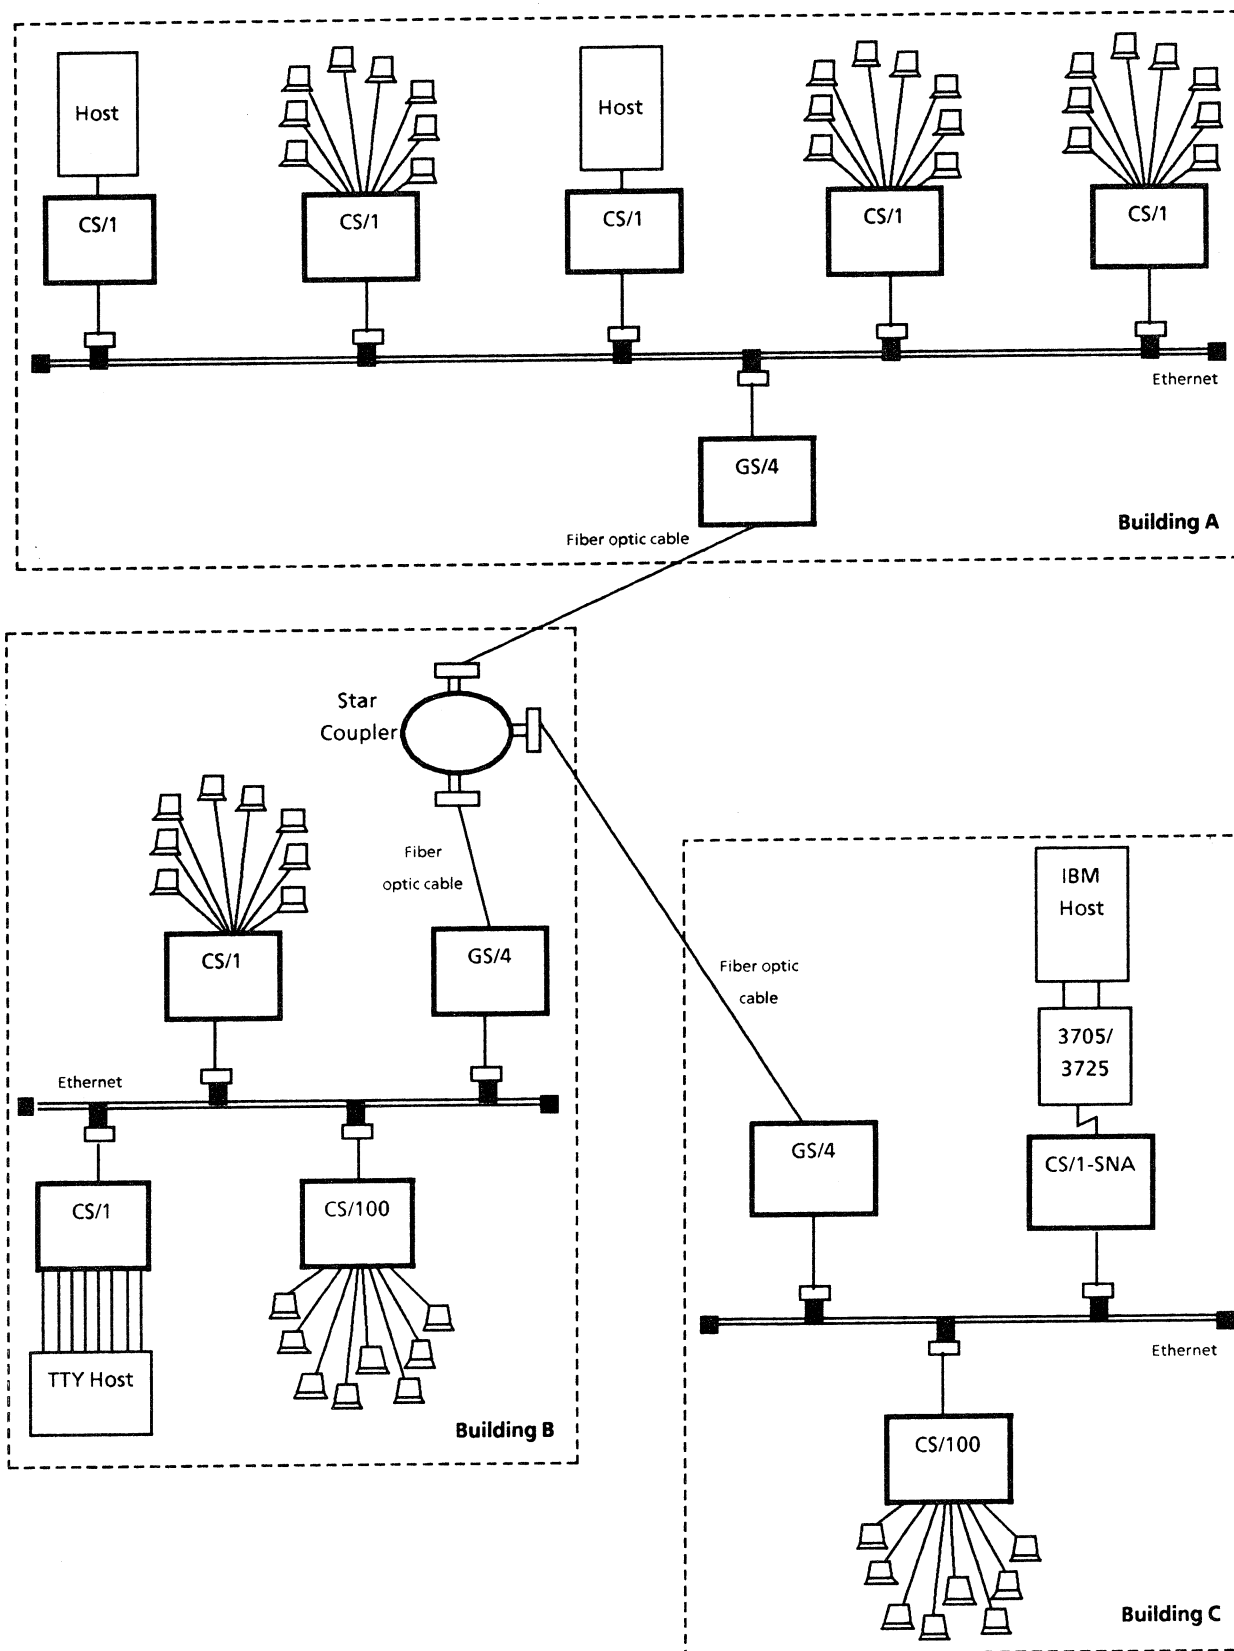 Host
Host
CS/1
CS/1
CS/1
CS/1
CS/1
Ethernet
GS/4
Building A
Fiber optic cable
Star
Coupler
Fiber
optic cable
CS/1
GS/4
Ethernet
CS/1
CS/100
TTY Host
Building B
IBM
Host
Fiber optic
cable
3705/
3725
GS/4
CS/1-SNA
Ethernet
CS/100
Building C